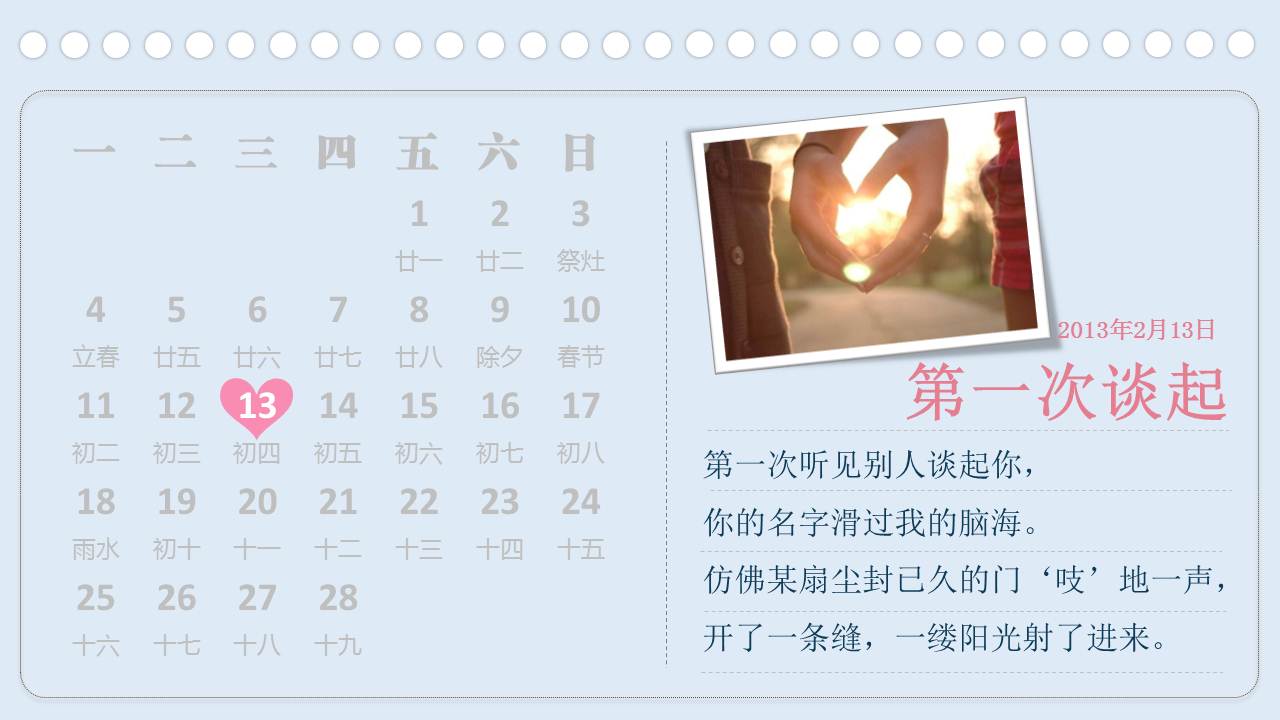 一 二 三 四 五 六 日
1 2 3
廿一 廿二 祭灶
4 5 6 7 8 9 10
立春 廿五 廿六 廿七 廿八 除夕 春节
11 12 13 14 15 16 17
初二 初三 初四 初五 初六 初七 初八
18 19 20 21 22 23 24
雨水 初十 十一 十二 十三 十四 十五
25 26 27 28
十六 十七 十八 十九
2013年2月13日
第一次谈起
第一次听见别人谈起你，
你的名字滑过我的脑海。
仿佛某扇尘封已久的门‘吱’地一声，
开了一条缝，一缕阳光射了进来。